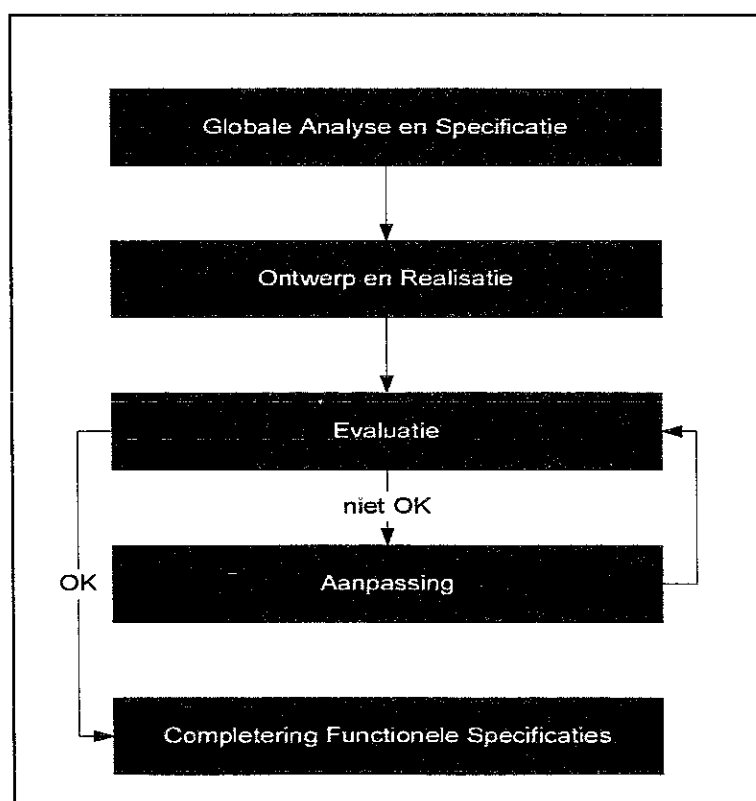 Globale Analyse en Specificatie
Ontwerp en Realisatie
Evaluatie
niet OK
Aanpassing
OK
Completering Functionele Specificaties